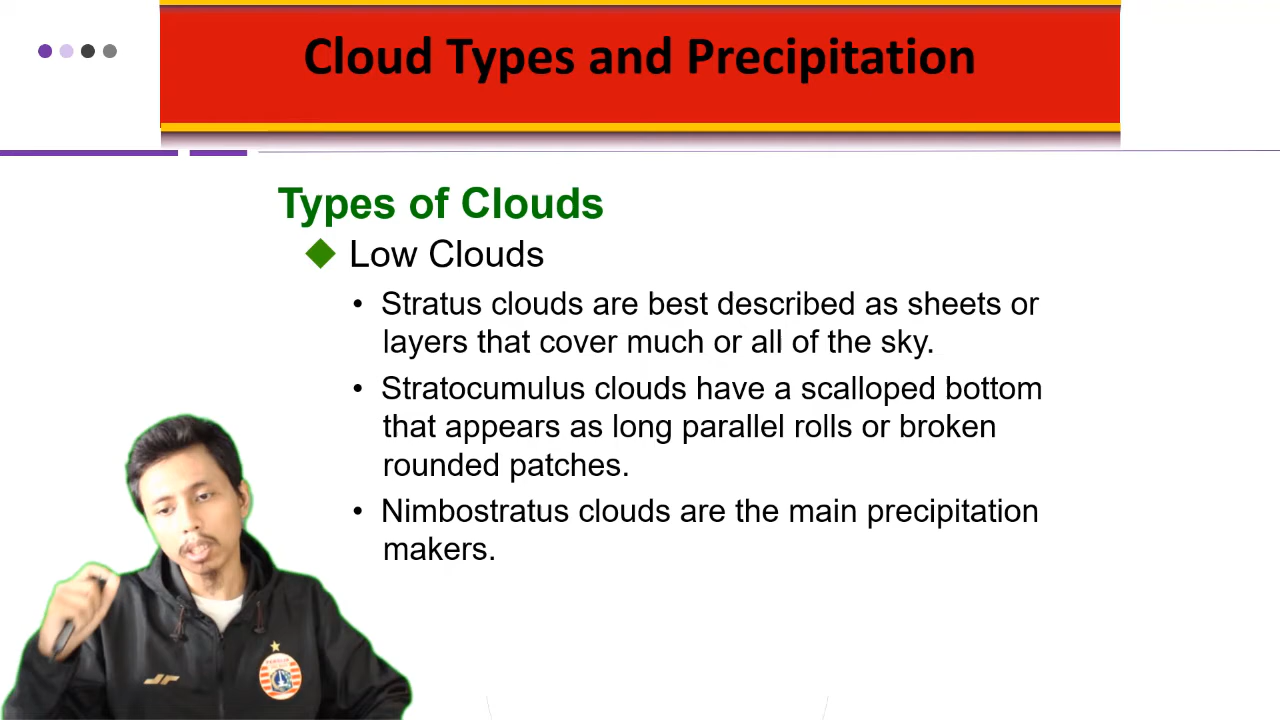 Cloud Types and Precipitation
Types of Clouds
Low Clouds
• Stratus clouds are best described as sheets or
layers that cover much or all of the sky.
• Stratocumulus clouds have a scalloped bottom
that appears as long parallel rolls or broken
rounded patches.
• Nimbostratus clouds are the main precipitation
makers.